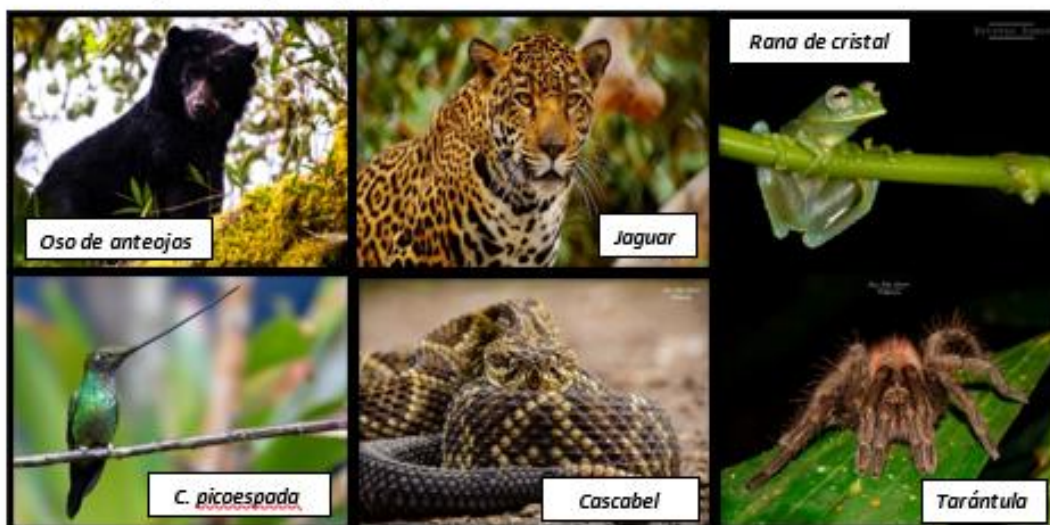 Rana de cristal
Oso de anteojos
Jaguar
C. picoespada
Cascabel
Tarántula